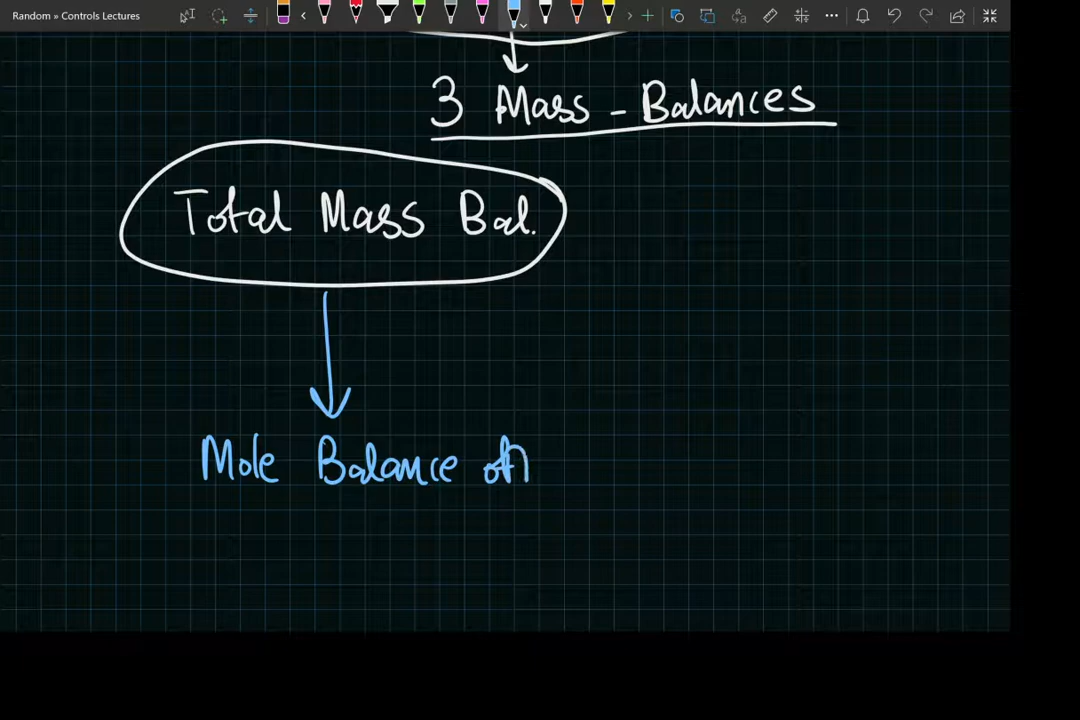 Random » Controls Lectures
3 Mass - Balances
Total Mass Bal.
Mole Balance of